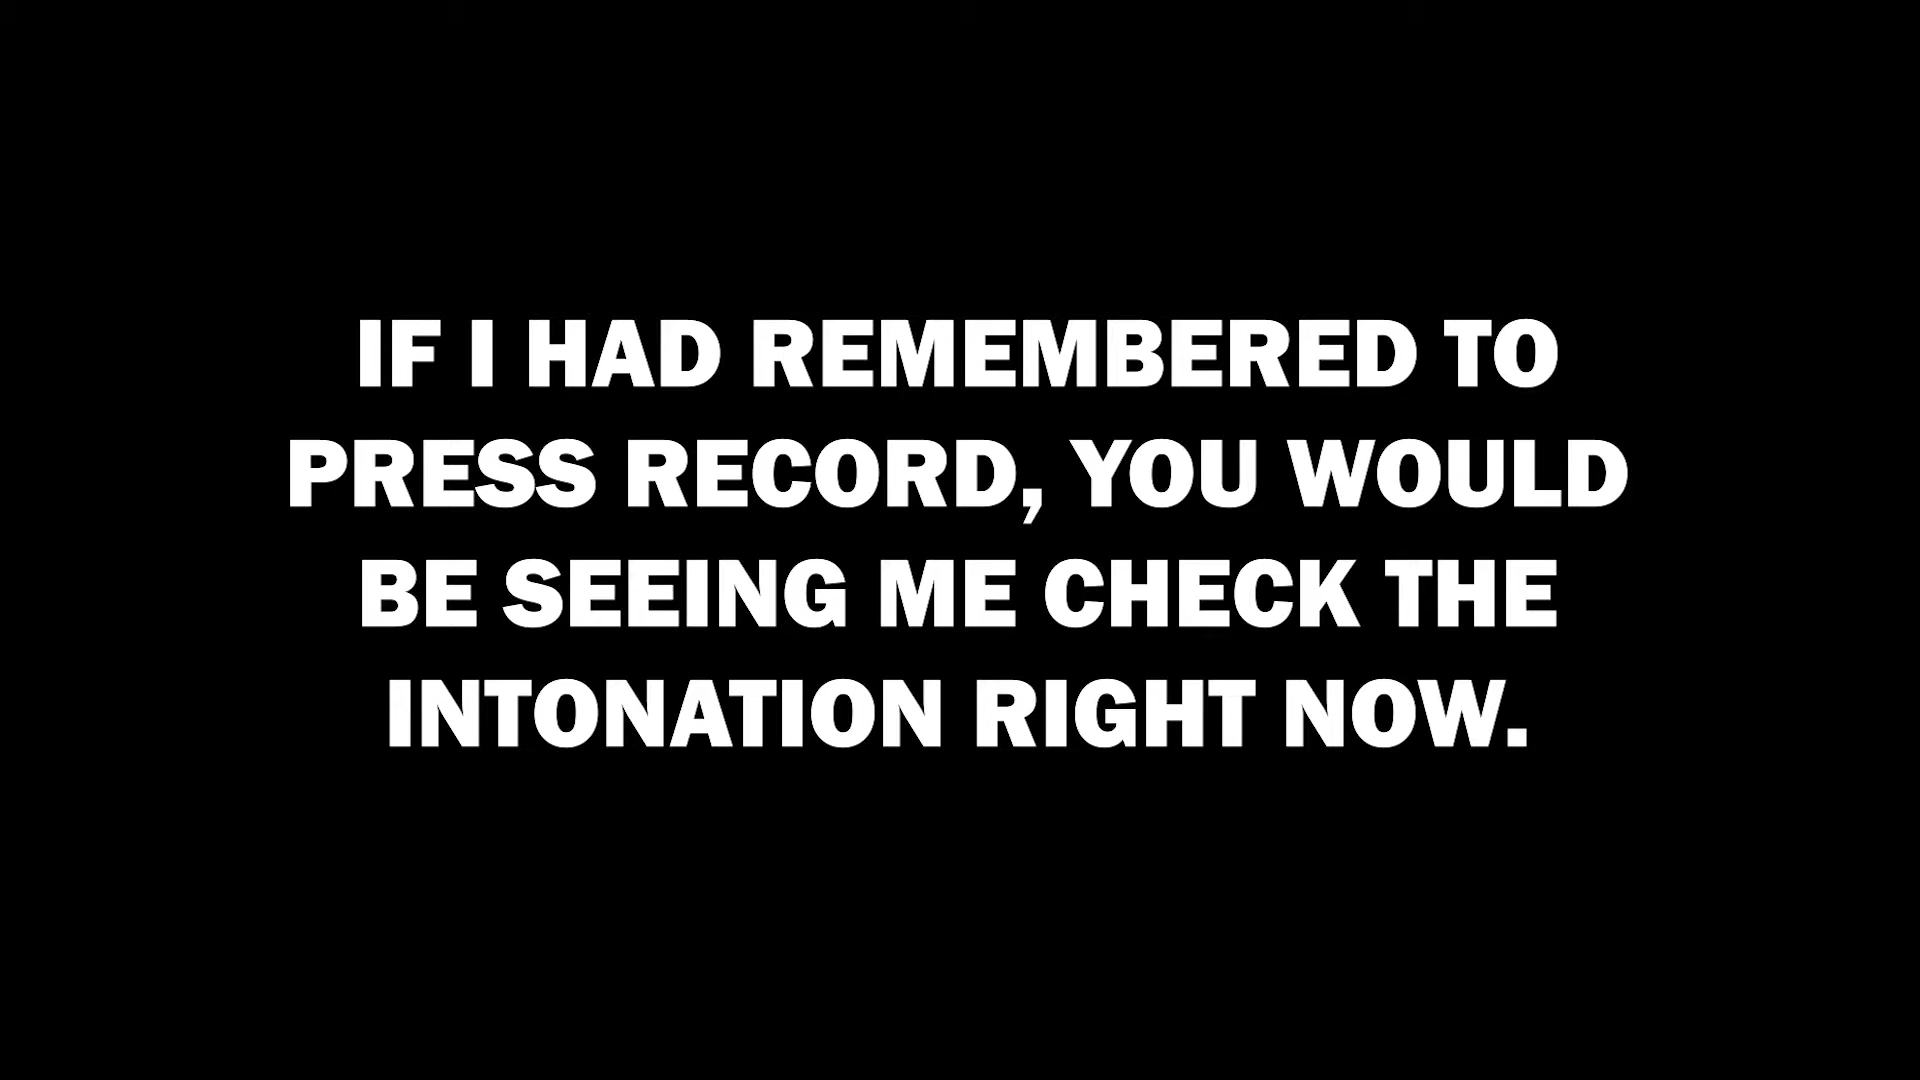 IF I HAD REMEMBERED TO
PRESS RECORD, YOU WOULD
BE SEEING ME CHECK THE
INTONATION RIGHT NOW.